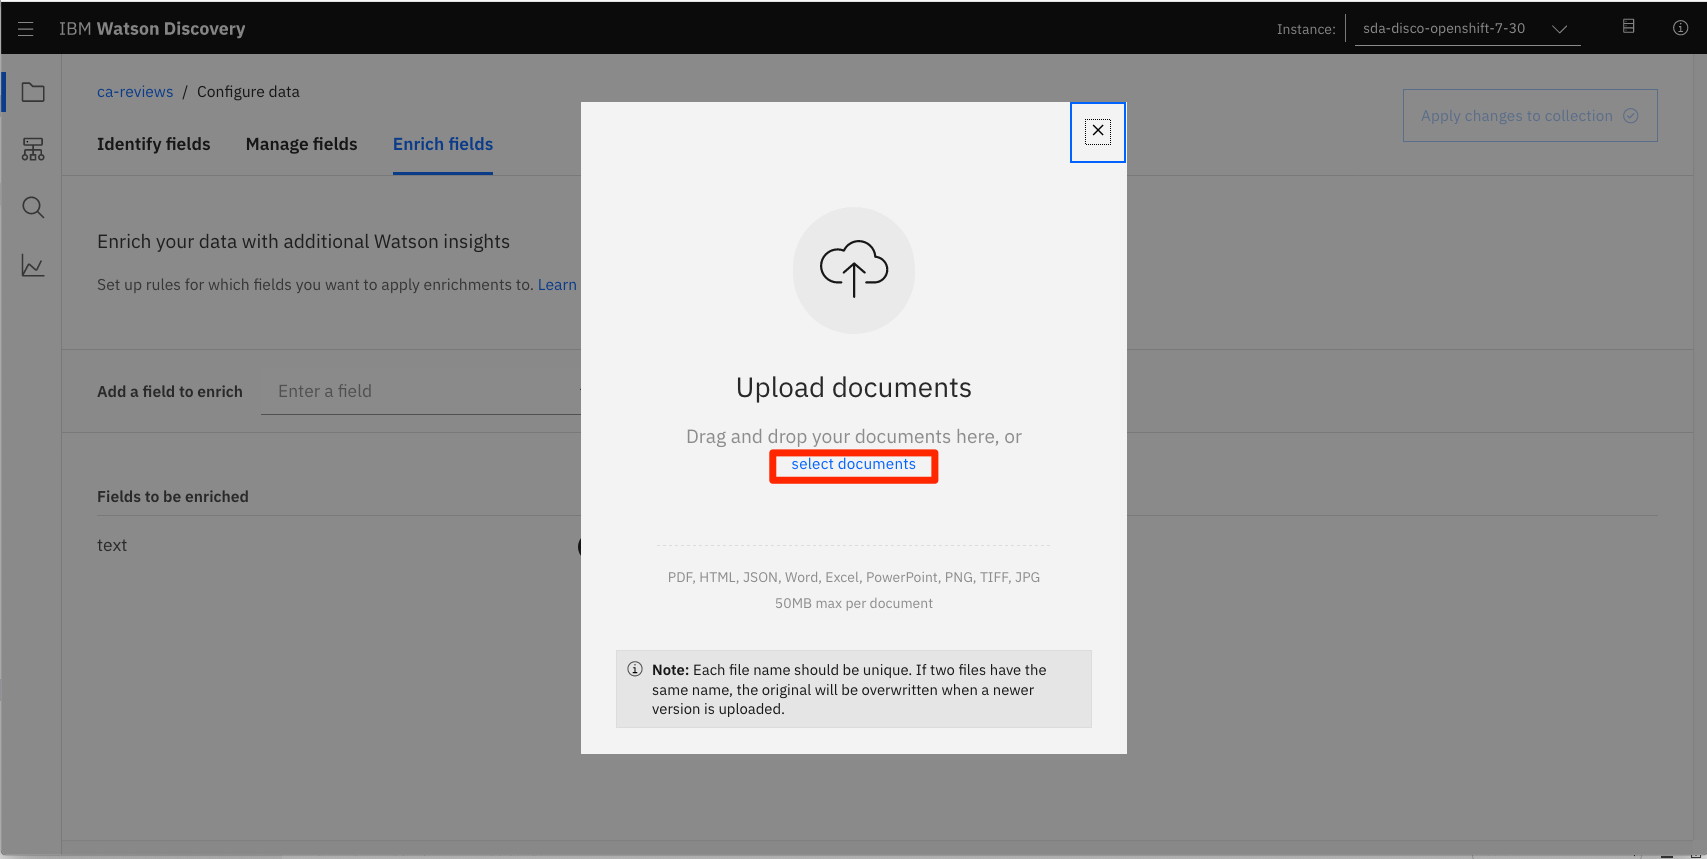 IBM Watson Discovery
Instance:
sda-disco-openshift-7-30
ca-reviews / Configure data
Apply changes to collection
Identify fields
Manage fields
Enrich fields
Enrich your data with additional Watson insights
Set up rules for which fields you want to apply enrichments to. Learn
Add a field to enrich
Enter a field
Fields to be enriched
text
Upload documents
Drag and drop your documents here, or
select documents
PDF, HTML, JSON, Word, Excel, PowerPoint, PNG, TIFF, JPG
50MB max per document
Note: Each file name should be unique. If two files have the
same name, the original will be overwritten when a newer
version is uploaded.